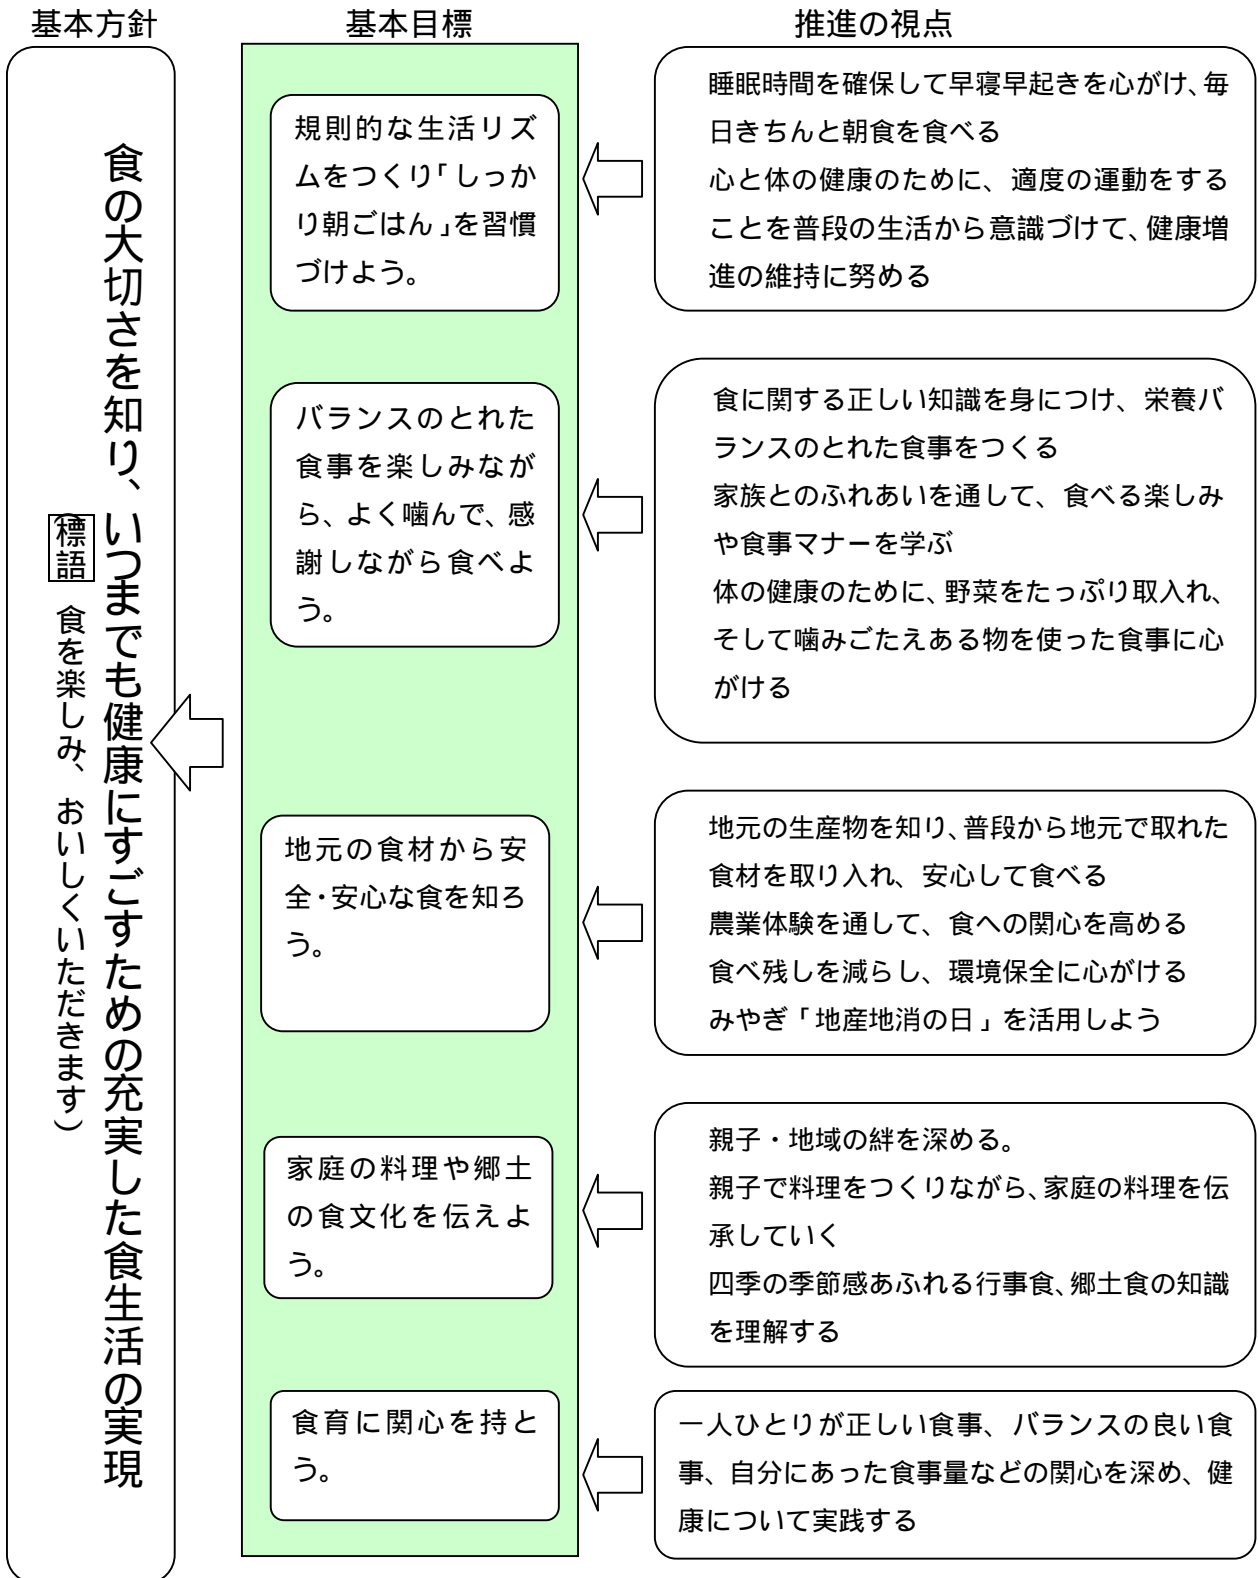 基本方針
基本目標
推進の視点
食の大切さを知り、いつまでも健康にすごすための充実した食生活の実現
(標語 食を楽しみ、おいしくいただきます)
規則的な生活リズ
ムをつくり「しっか
り朝ごはん」を習慣
づけよう。
睡眠時間を確保して早寝早起きを心がけ、毎
日きちんと朝食を食べる
心と体の健康のために、適度の運動をする
ことを普段の生活から意識づけて、健康増
進の維持に努める
バランスのとれた
食事を楽しみなが
ら、よく噛んで、感
謝しながら食べよ
う。
食に関する正しい知識を身につけ、栄養バ
ランスのとれた食事をつくる
家族とのふれあいを通して、食べる楽しみ
や食事マナーを学ぶ
体の健康のために、野菜をたっぷり取入れ、
そして噛みごたえある物を使った食事に心
がける
地元の食材から安
全・安心な食を知ろ
う。
地元の生産物を知り、普段から地元で取れた
食材を取り入れ、安心して食べる
農業体験を通して、食への関心を高める
食べ残しを減らし、環境保全に心がける
みやぎ「地産地消の日」を活用しよう
家庭の料理や郷土
の食文化を伝えよ
う。
親子・地域の絆を深める。
親子で料理をつくりながら、家庭の料理を伝
承していく
四季の季節感あふれる行事食、郷土食の知識
を理解する
食育に関心を持と
う。
一人ひとりが正しい食事、バランスの良い食
事、自分にあった食事量などの関心を深め、健
康について実践する